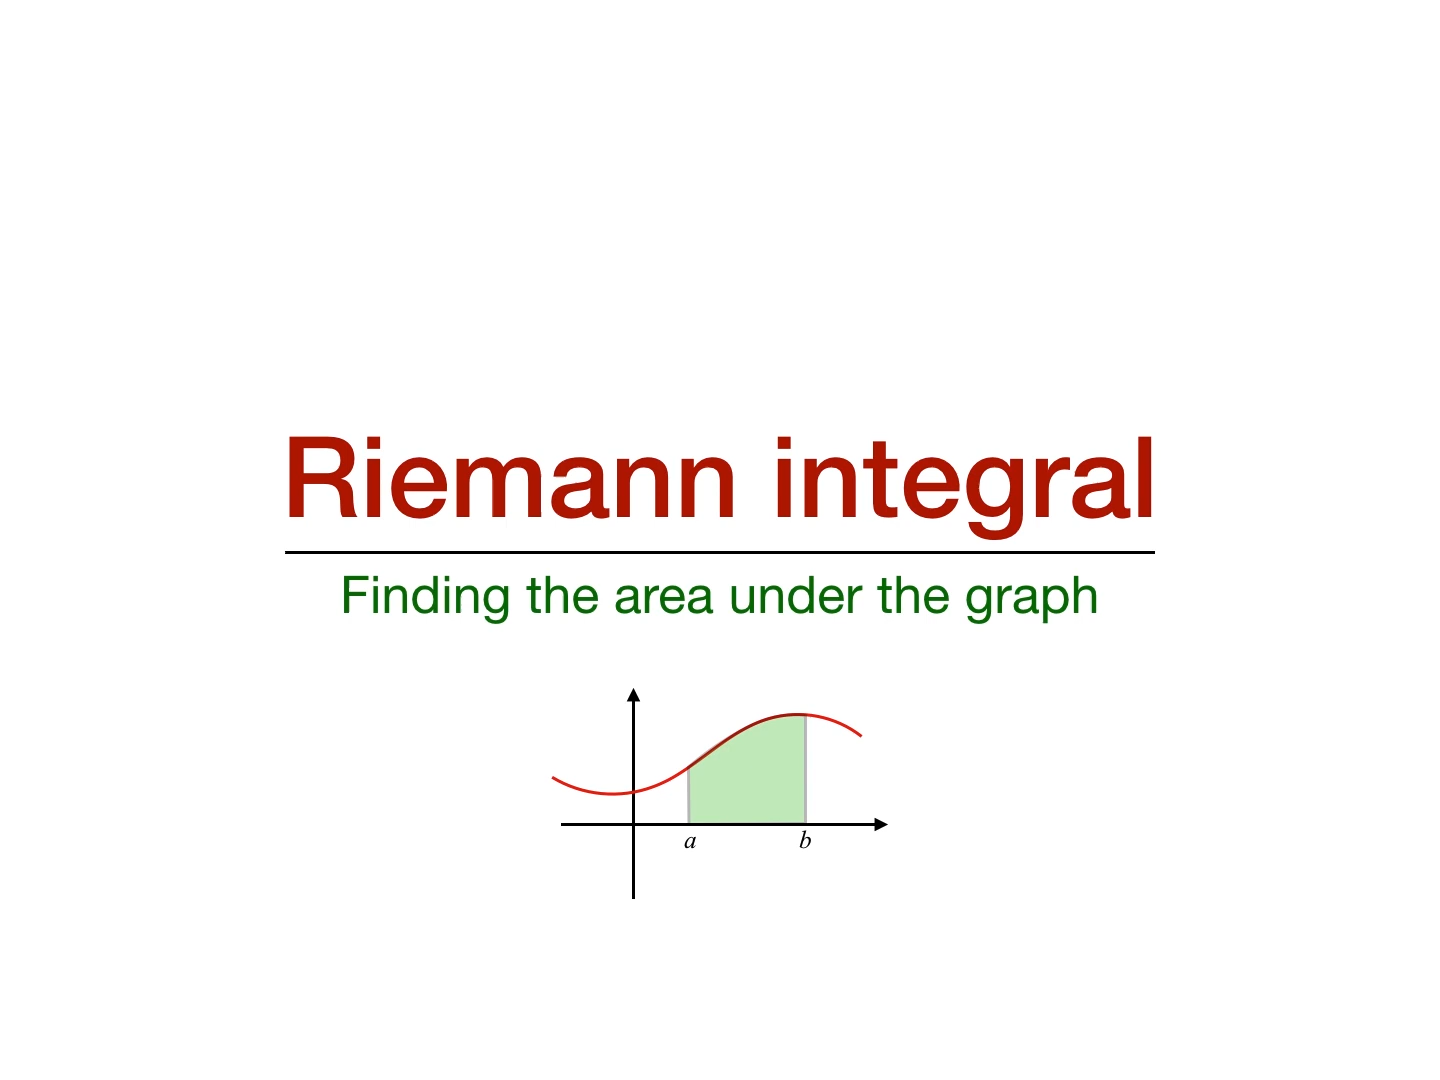 Riemann integral
Finding the area under the graph
a b